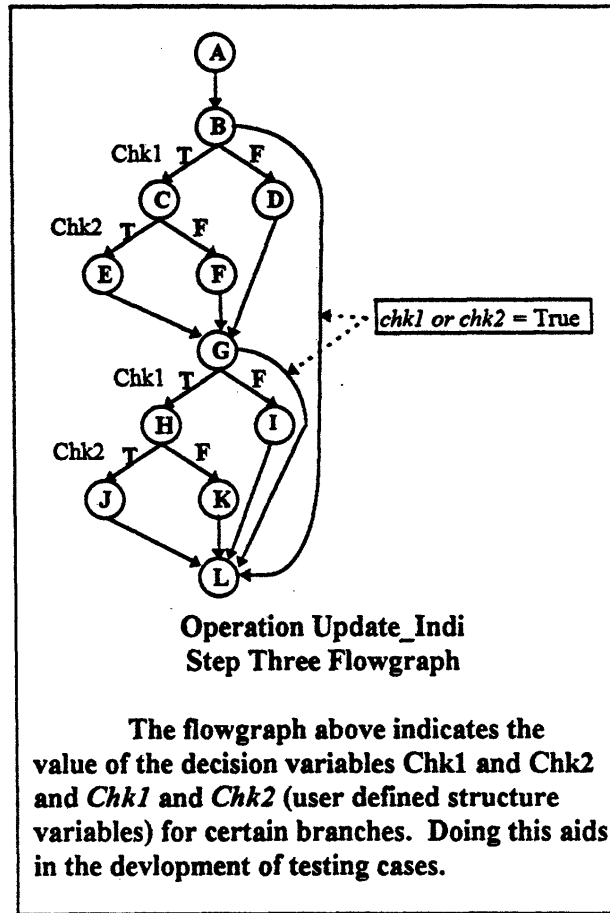 A
B
Chk1 T F
C D
Chk2 T F
E F
chk1 or chk2 = True
G
Chk1 T F
H I
Chk2 T F
J K
L
Operation Update_Indi
Step Three Flowgraph
The flowgraph above indicates the
value of the decision variables Chk1 and Chk2
and Chk1 and Chk2 (user defined structure
variables) for certain branches. Doing this aids
in the devlopment of testing cases.